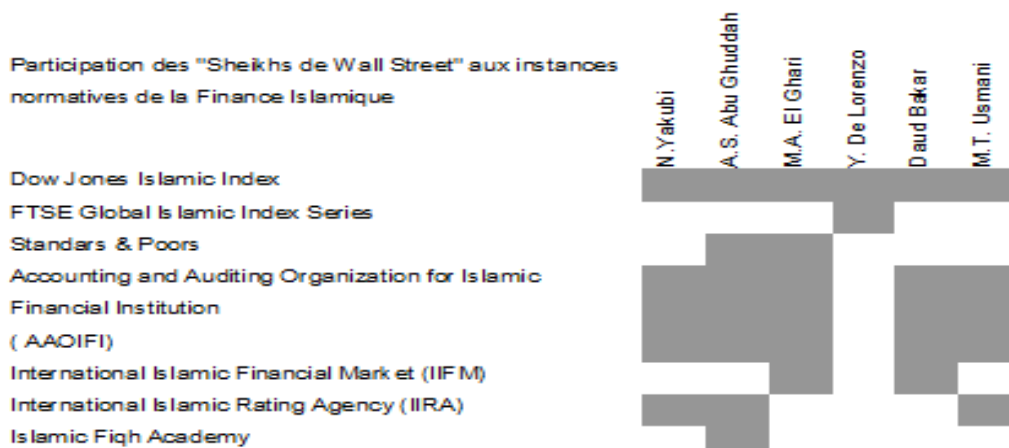 Participation des "Sheikhs de Wall Street" aux instances
normatives de la Finance Islamique
N.Yakubi
A.S. Abu Ghuddah
M.A. El Ghari
Y. De Lorenzo
Daud Bakar
M.T. Usmani
Dow Jones Islamic Index
FTSE Global Islamic Index Series
Standars & Poors
Accounting and Auditing Organization for Islamic
Financial Institution
( AAOIFI)
International Islamic Financial Market (IIFM)
International Islamic Rating Agency (IIRA)
Islamic Fiqh Academy